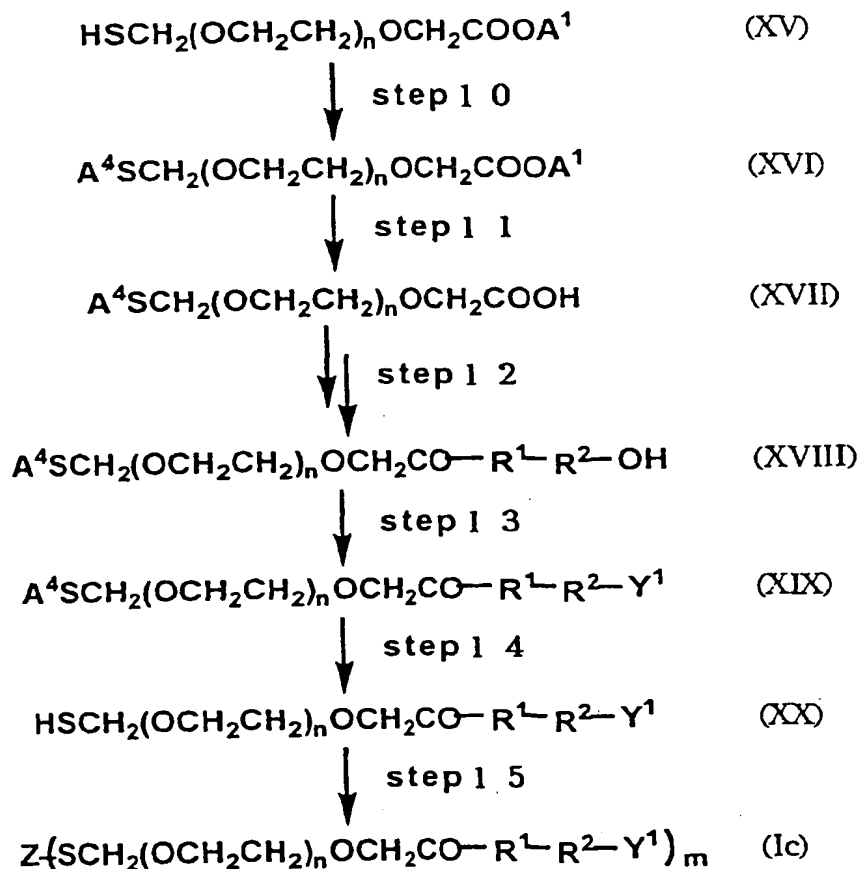 HSCH₂(OCH₂CH₂)ₙOCH₂COOA¹ (XV)
step 1 0
A⁴SCH₂(OCH₂CH₂)ₙOCH₂COOA¹ (XVI)
step 1 1
A⁴SCH₂(OCH₂CH₂)ₙOCH₂COOH (XVII)
step 1 2
A⁴SCH₂(OCH₂CH₂)ₙOCH₂CO—R¹—R²—OH (XVIII)
step 1 3
A⁴SCH₂(OCH₂CH₂)ₙOCH₂CO—R¹—R²—Y¹ (XIX)
step 1 4
HSCH₂(OCH₂CH₂)ₙOCH₂CO—R¹—R²—Y¹ (XX)
step 1 5
Z-(SCH₂(OCH₂CH₂)ₙOCH₂CO—R¹—R²—Y¹)ₘ (Ic)